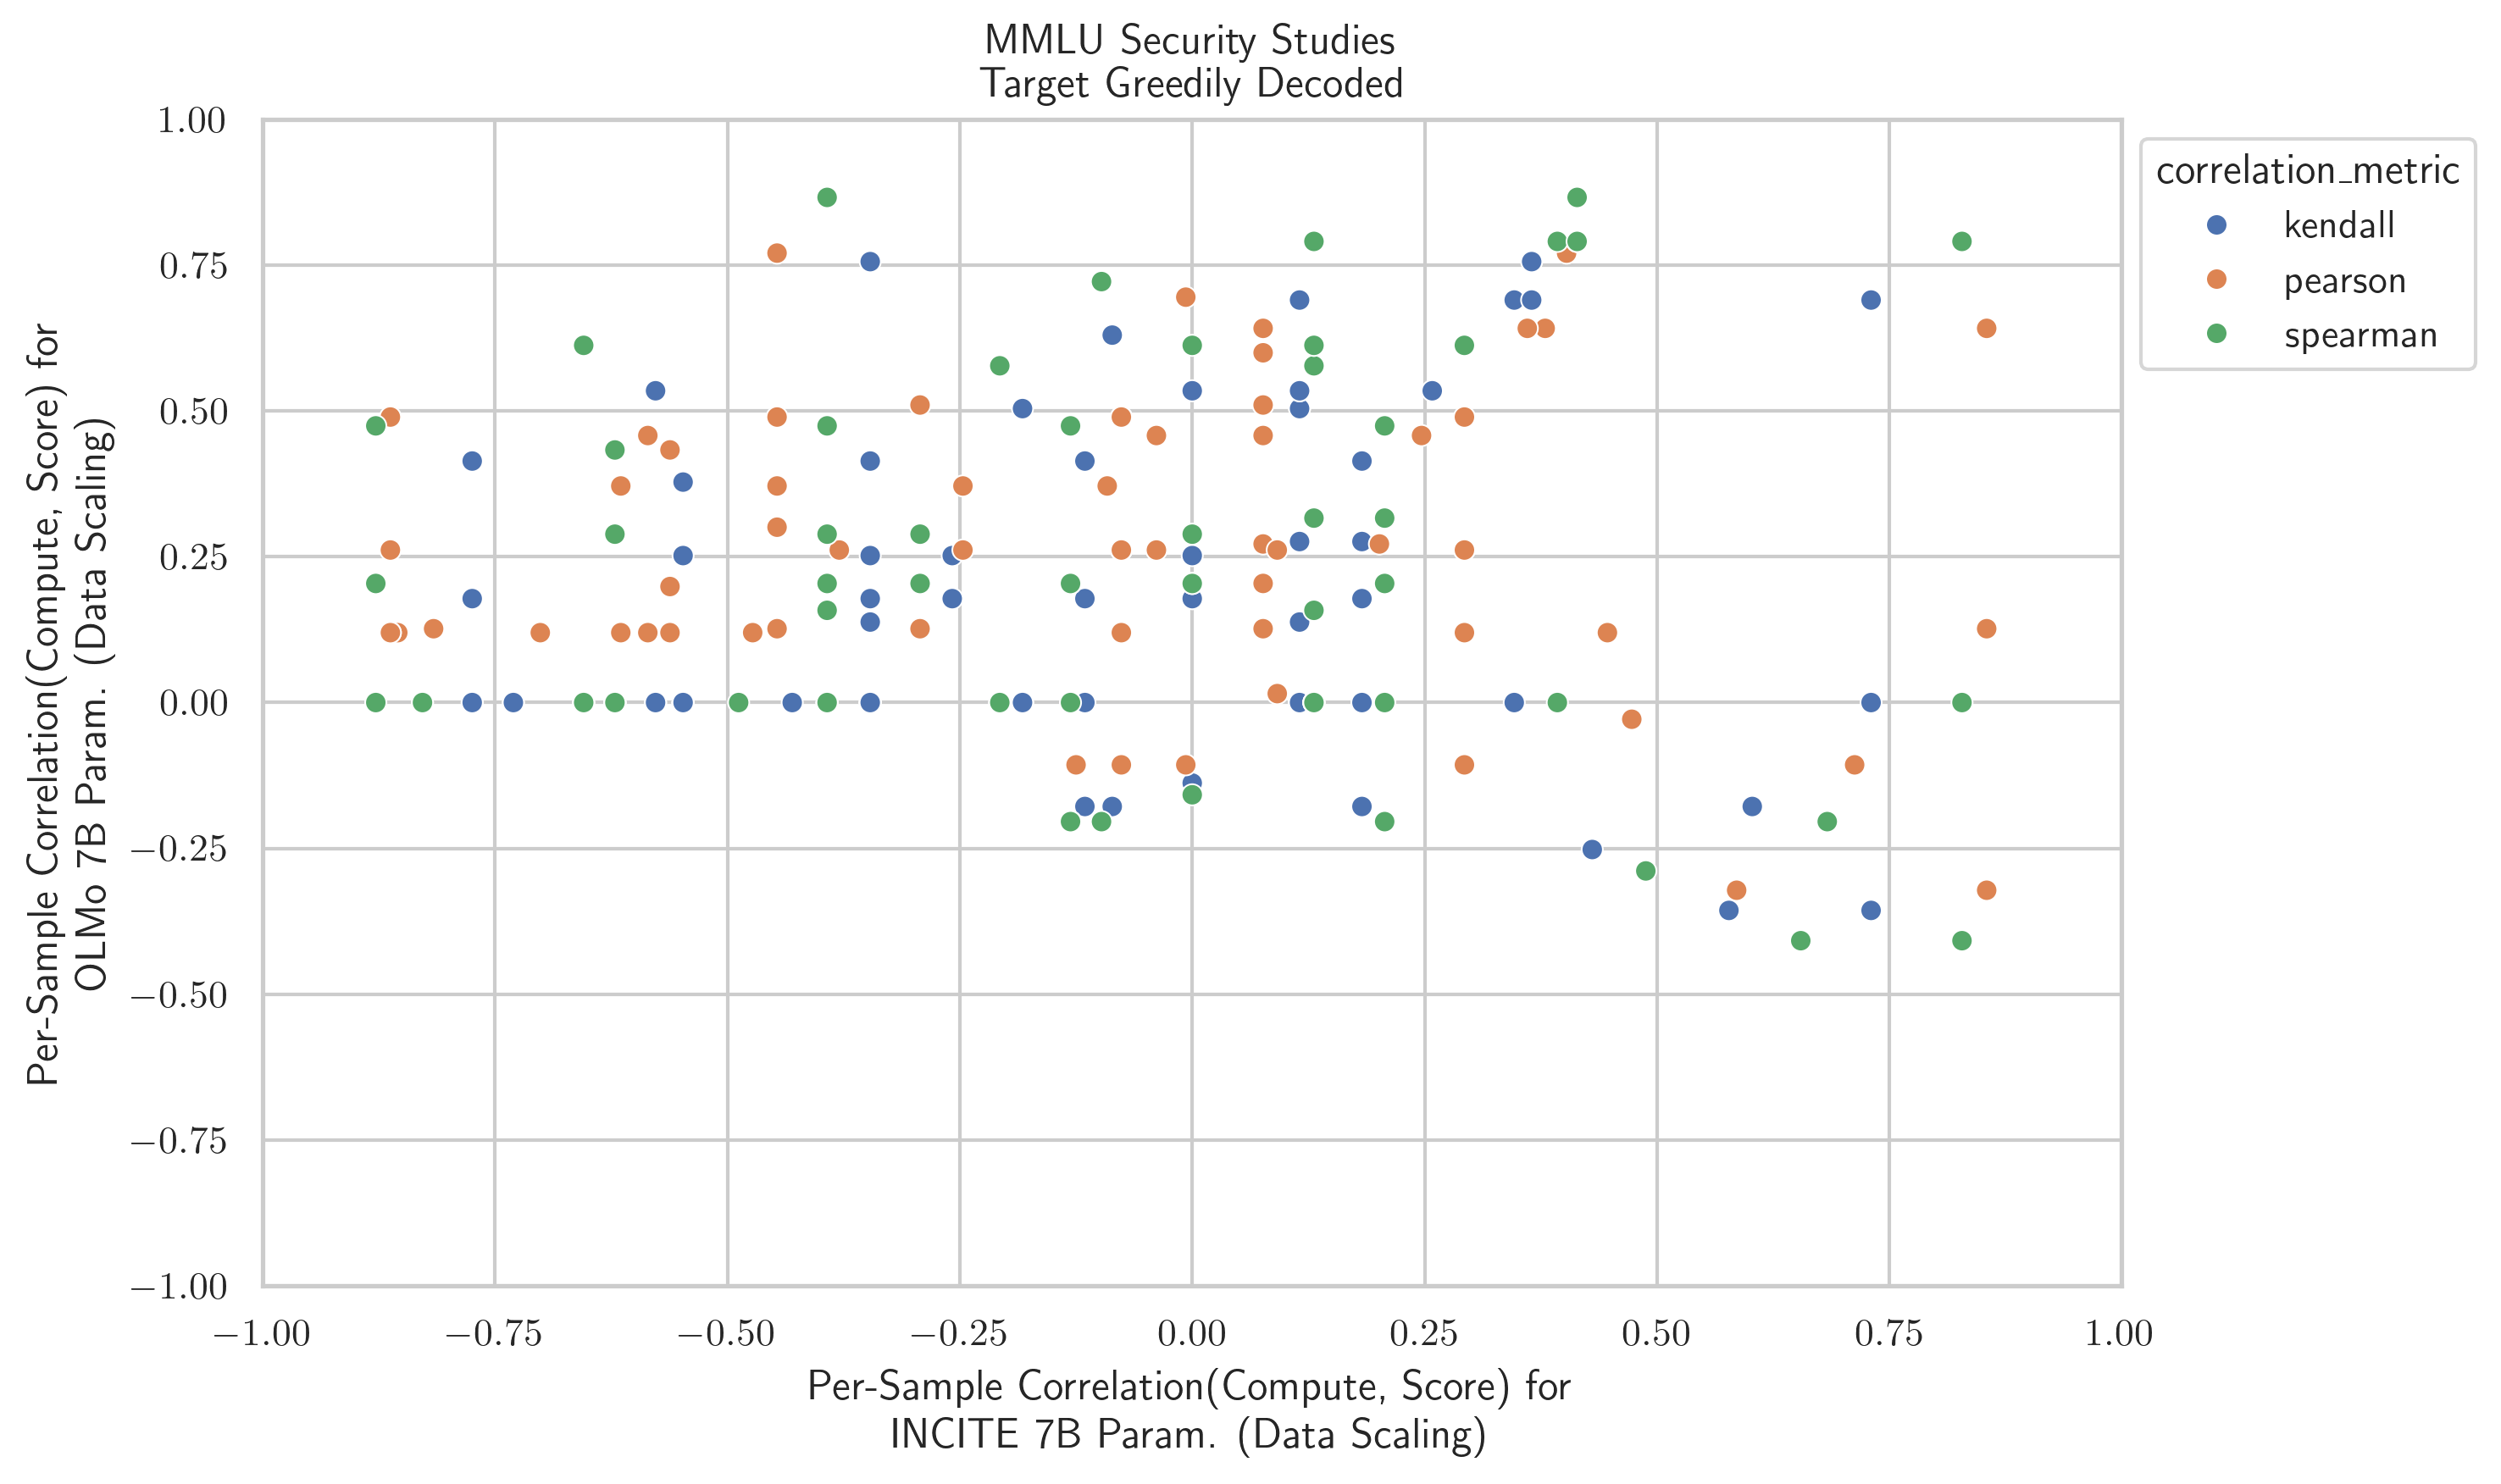 MMLU Security Studies
Target Greedily Decoded
Per-Sample Correlation(Compute, Score) for
OLMo 7B Param. (Data Scaling)
1.00
0.75
0.50
0.25
0.00
−0.25
−0.50
−0.75
−1.00
−1.00 −0.75 −0.50 −0.25 0.00 0.25 0.50 0.75 1.00
Per-Sample Correlation(Compute, Score) for
INCITE 7B Param. (Data Scaling)
correlation_metric
kendall
pearson
spearman